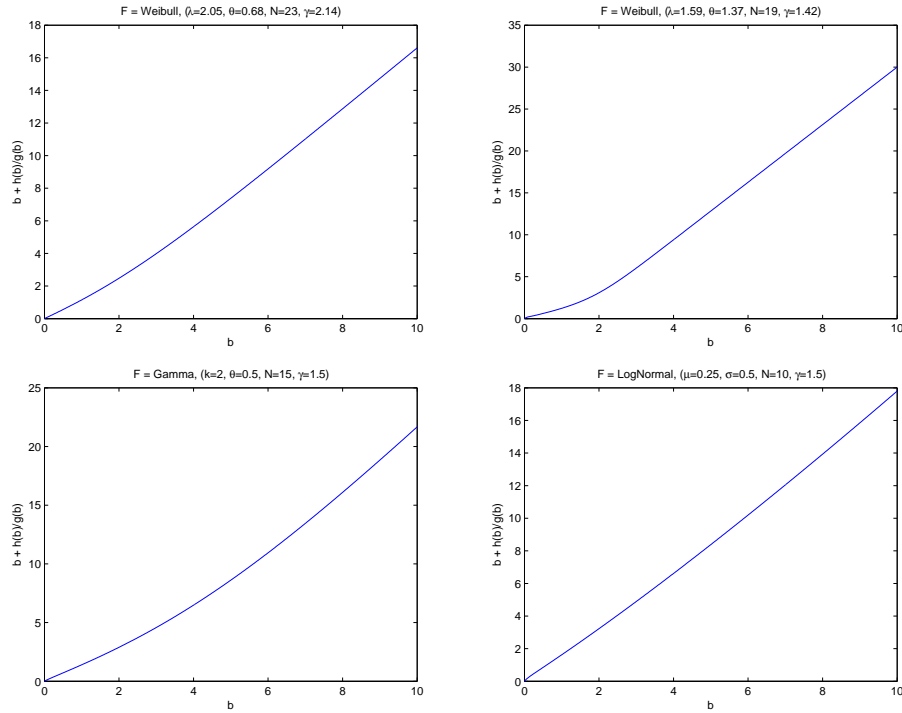 F = Weibull, (λ=2.05, θ=0.68, N=23, γ=2.14)
18
16
14
12
10
8
6
4
2
0
b + h(b)/g(b)
0 2 4 6 8 10
b
F = Weibull, (λ=1.59, θ=1.37, N=19, γ=1.42)
35
30
25
20
15
10
5
0
b + h(b)/g(b)
0 2 4 6 8 10
b
F = Gamma, (k=2, θ=0.5, N=15, γ=1.5)
25
20
15
10
5
0
b + h(b)/g(b)
0 2 4 6 8 10
b
F = LogNormal, (μ=0.25, σ=0.5, N=10, γ=1.5)
18
16
14
12
10
8
6
4
2
0
b + h(b)/g(b)
0 2 4 6 8 10
b